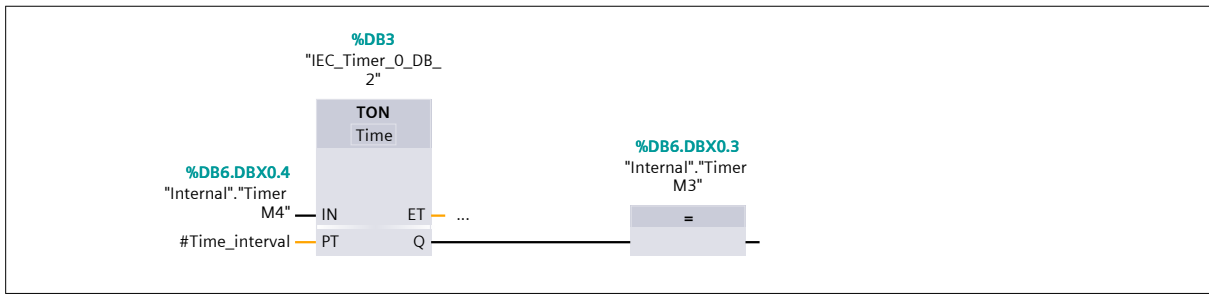 %DB3
"IEC_Timer_0_DB_
2"
TON
Time
%DB6.DBX0.4
"Internal"."Timer
M4"
IN
ET
...
#Time_interval
PT
Q
%DB6.DBX0.3
"Internal"."Timer
M3"
=